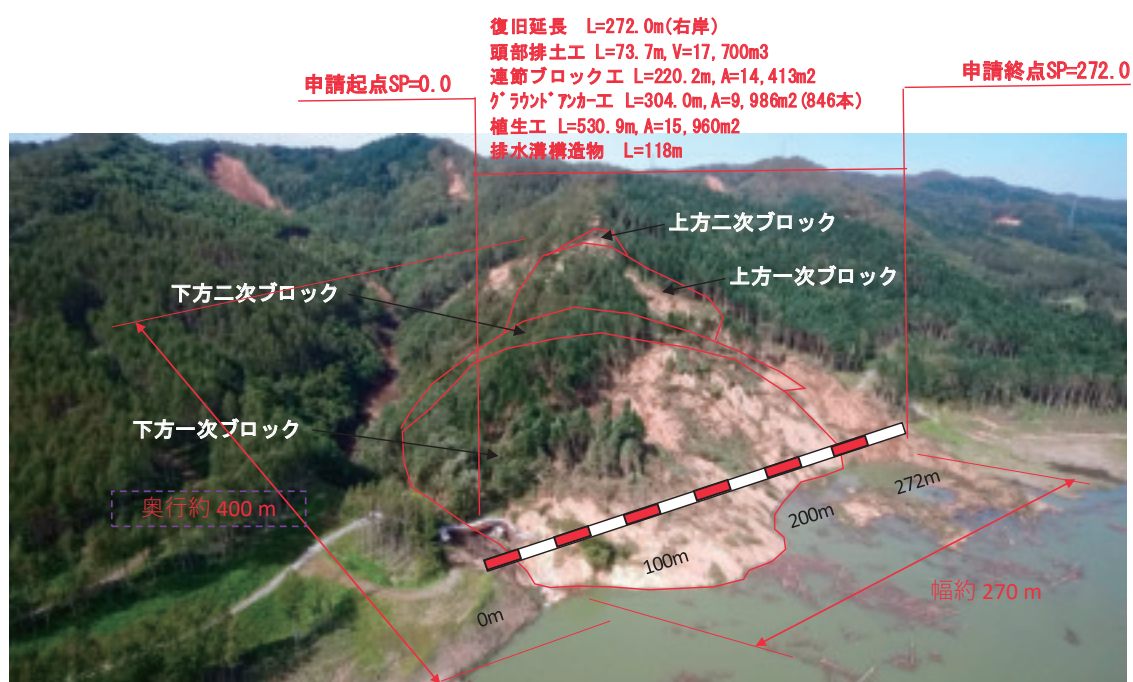 復旧延長 L=272.0m(右岸)
頭部排土工 L=73.7m,V=17,700m3
連節ブロック工 L=220.2m,A=14,413m2
グラウンドアンカー工 L=304.0m,A=9,986m2(846本)
植生工 L=530.9m,A=15,960m2
排水溝構造物 L=118m
申請起点SP=0.0
申請終点SP=272.0
上方二次ブロック
上方一次ブロック
下方二次ブロック
下方一次ブロック
奥行約 400 m
272m
200m
100m
0m
幅約 270 m